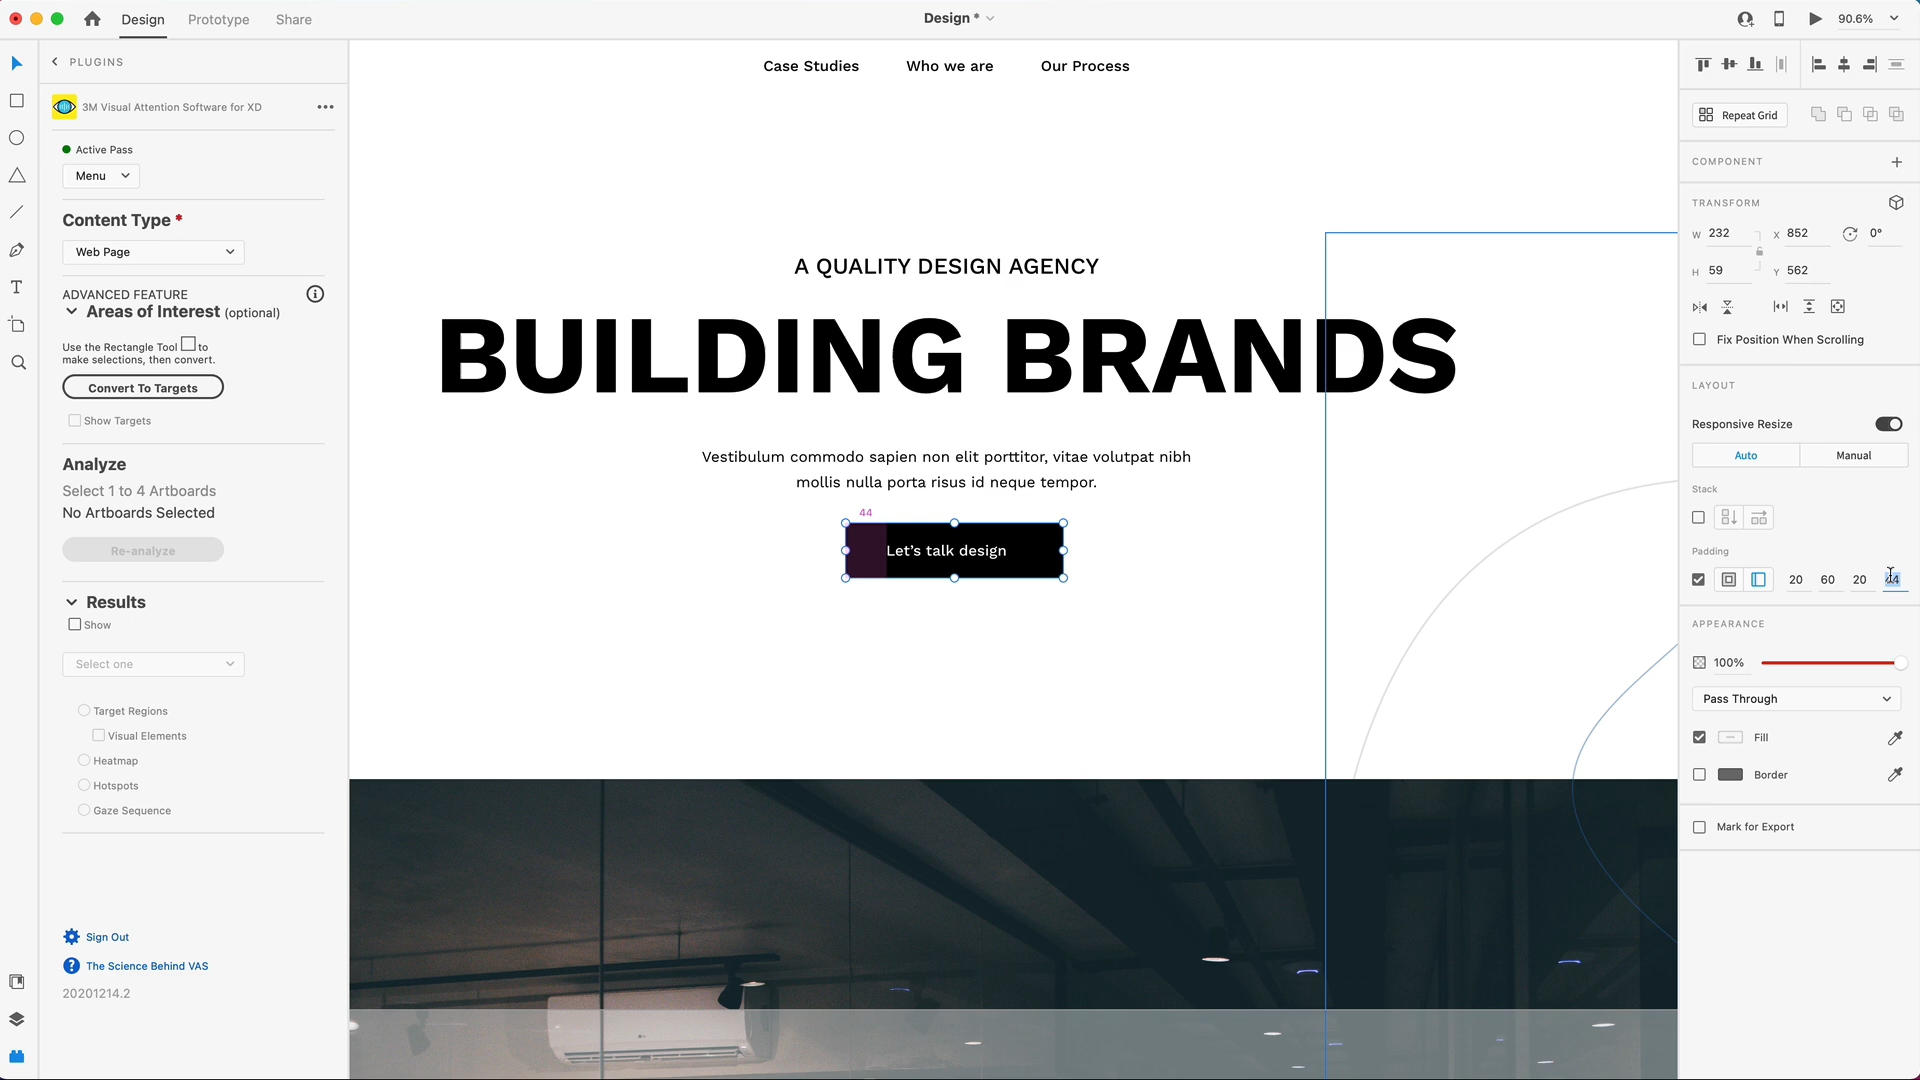 Design
Prototype
Share
Design *
90.6%
PLUGINS
3M Visual Attention Software for XD
Active Pass
Menu
Content Type *
Web Page
ADVANCED FEATURE
Areas of Interest (optional)
Use the Rectangle Tool to
make selections, then convert.
Convert To Targets
Show Targets
Analyze
Select 1 to 4 Artboards
No Artboards Selected
Re-analyze
Results
Show
Select one
Target Regions
Visual Elements
Heatmap
Hotspots
Gaze Sequence
Sign Out
The Science Behind VAS
20201214.2
Case Studies Who we are Our Process
A QUALITY DESIGN AGENCY
BUILDING BRANDS
Vestibulum commodo sapien non elit porttitor, vitae volutpat nibh
mollis nulla porta risus id neque tempor.
44
Let’s talk design
Repeat Grid
COMPONENT
TRANSFORM
W 232 X 852 0°
H 59 Y 562
Fix Position When Scrolling
LAYOUT
Responsive Resize
Auto Manual
Stack
Padding
20 60 20 44
APPEARANCE
100%
Pass Through
Fill
Border
Mark for Export